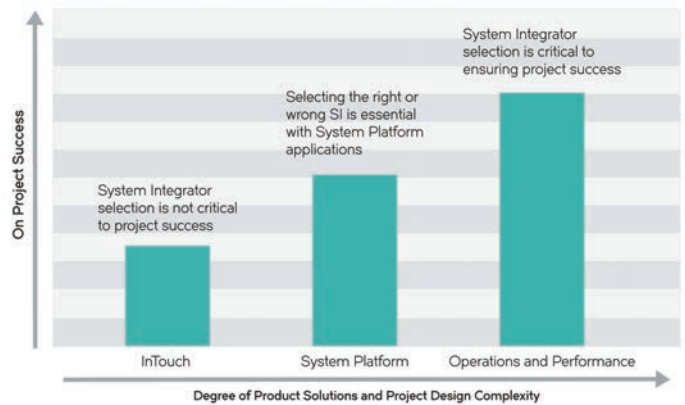 System Integrator
selection is critical to
ensuring project success
Selecting the right or
wrong SI is essential
with System Platform
applications
System Integrator
selection is not critical
to project success
On Project Success
InTouch
System Platform
Operations and Performance
Degree of Product Solutions and Project Design Complexity